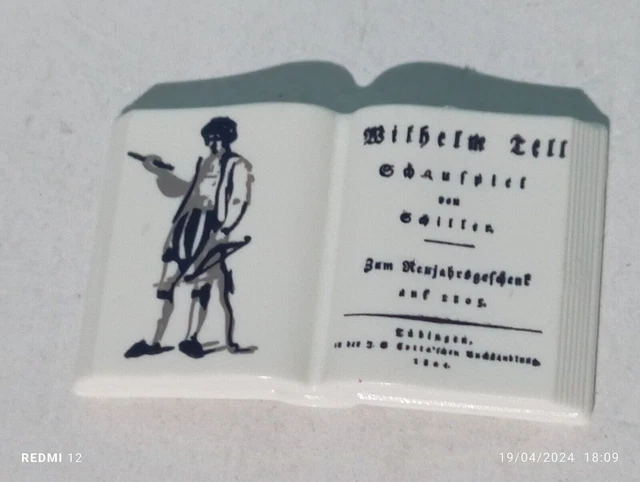 Wilhelm Tell
Schauspiel
von
Schiller.
Zum Neujahrsgeschenk
auf 1805.
Tübingen,
in der J. G. Cotta'schen Buchhandlung.
1804.
REDMI 12
19/04/2024 18:09